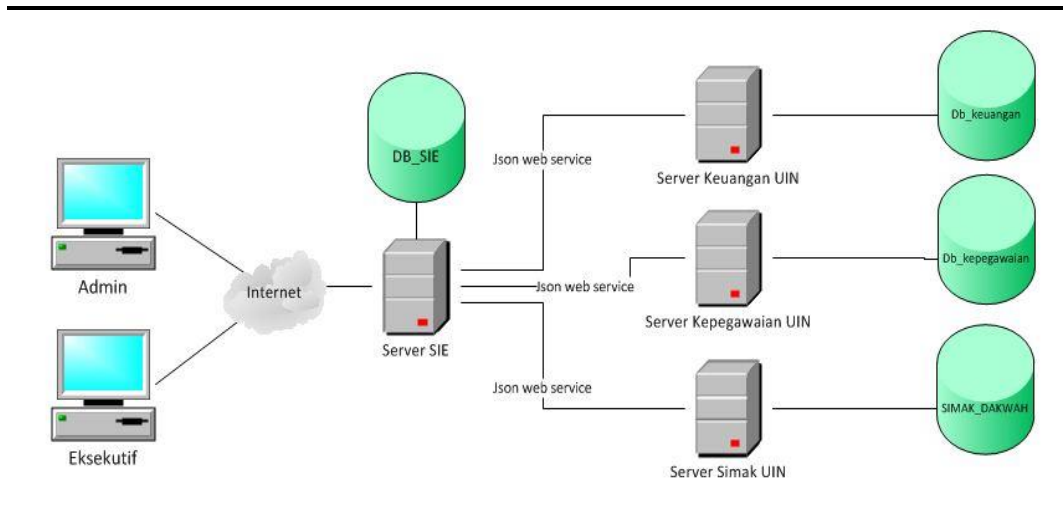 Db_keuangan
DB_SIE
Json web service
Server Keuangan UIN
Admin
Internet
Json web service
Db_kepegawaian
Server Kepegawaian UIN
Server SIE
Json web service
SIMAK_DAKWAH
Eksekutif
Server Simak UIN